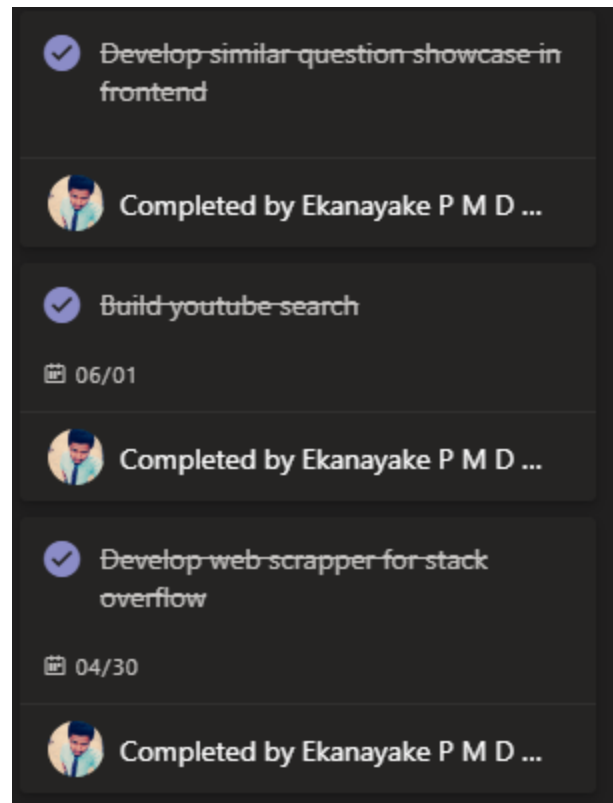 Develop similar question showcase in
frontend
Completed by Ekanayake P M D ...
Build youtube search
06/01
Completed by Ekanayake P M D ...
Develop web scrapper for stack
overflow
04/30
Completed by Ekanayake P M D ...